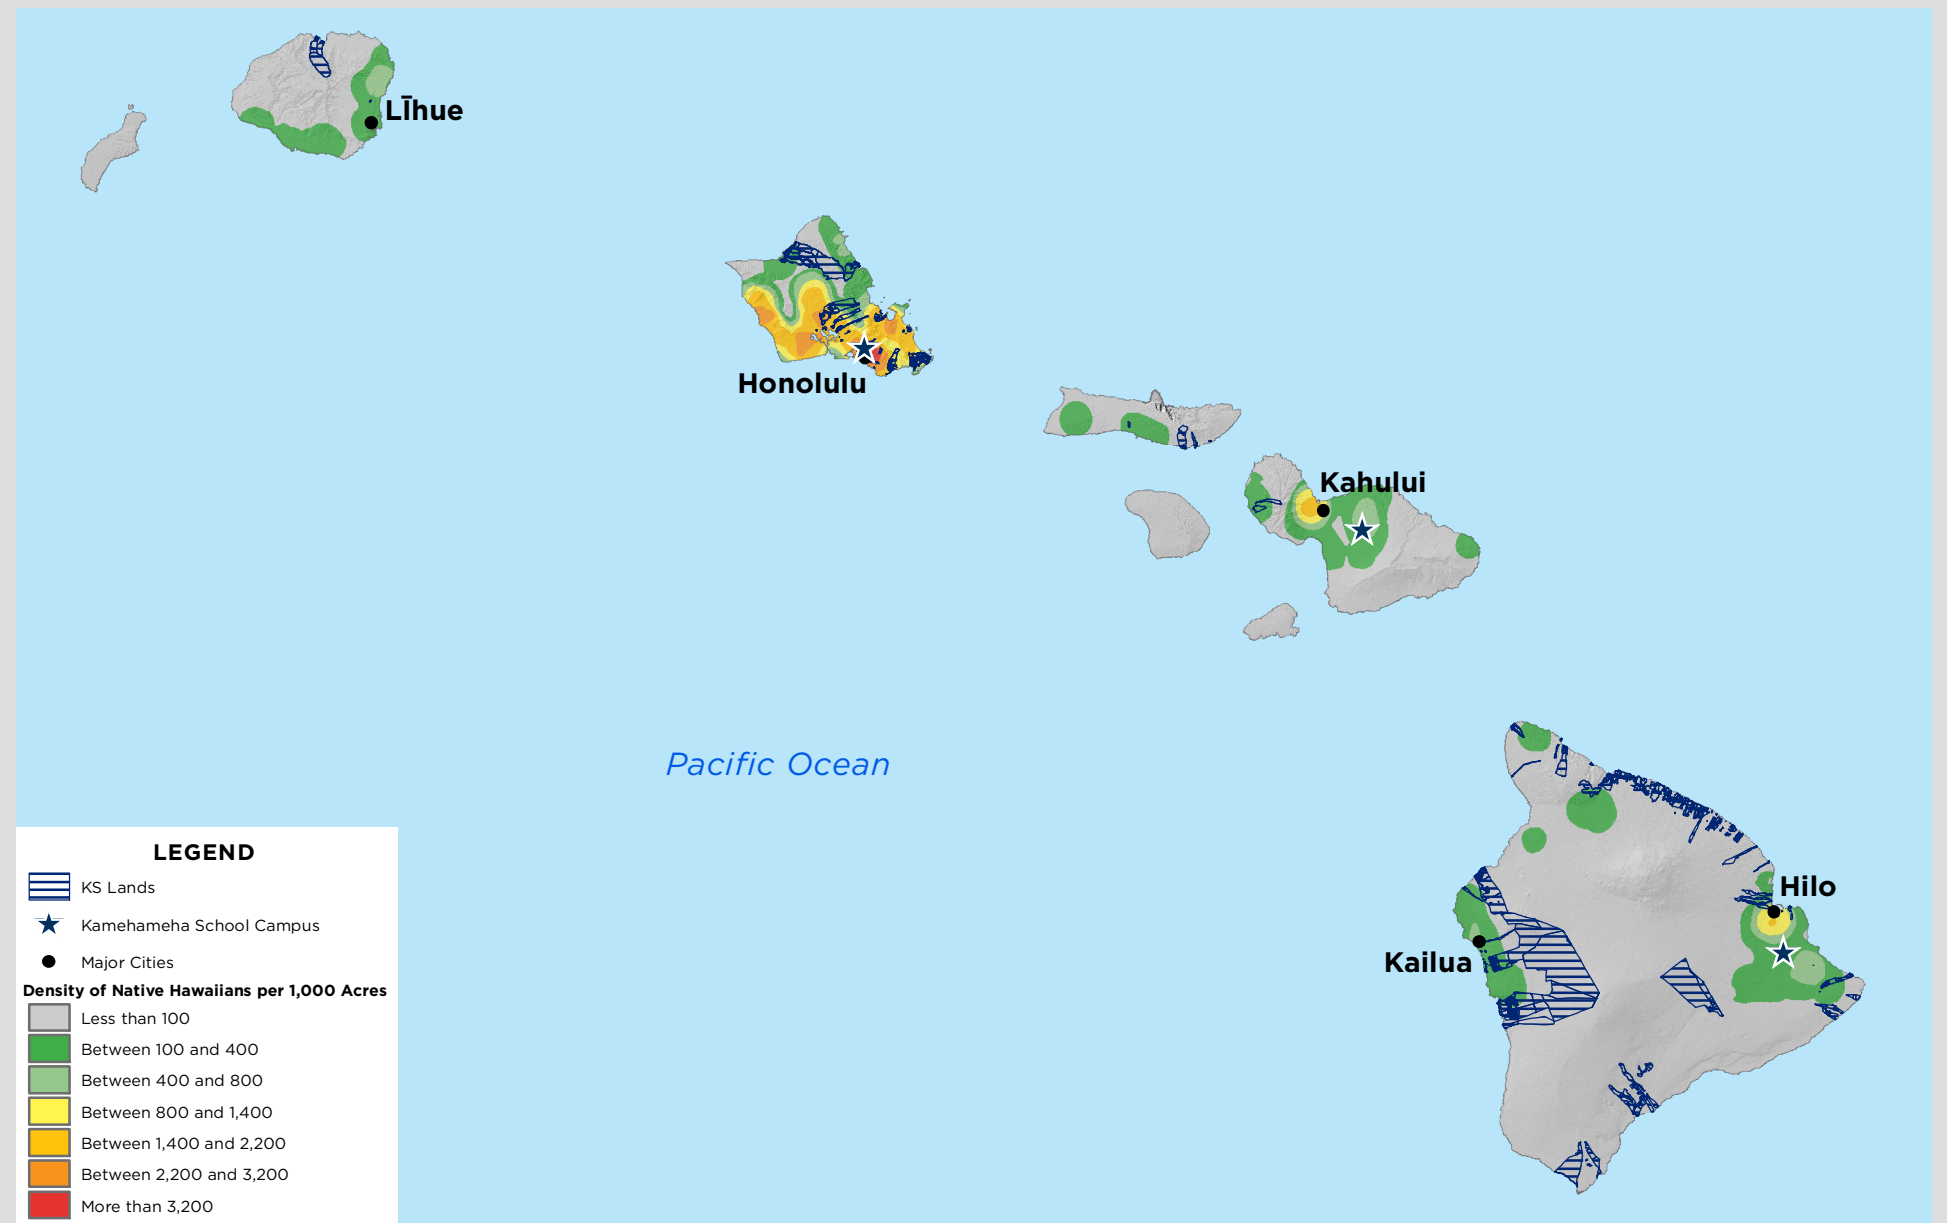 Līhue
Honolulu
Kahului
Pacific Ocean
Hilo
Kailua
LEGEND
KS Lands
Kamehameha School Campus
Major Cities
Density of Native Hawaiians per 1,000 Acres
Less than 100
Between 100 and 400
Between 400 and 800
Between 800 and 1,400
Between 1,400 and 2,200
Between 2,200 and 3,200
More than 3,200